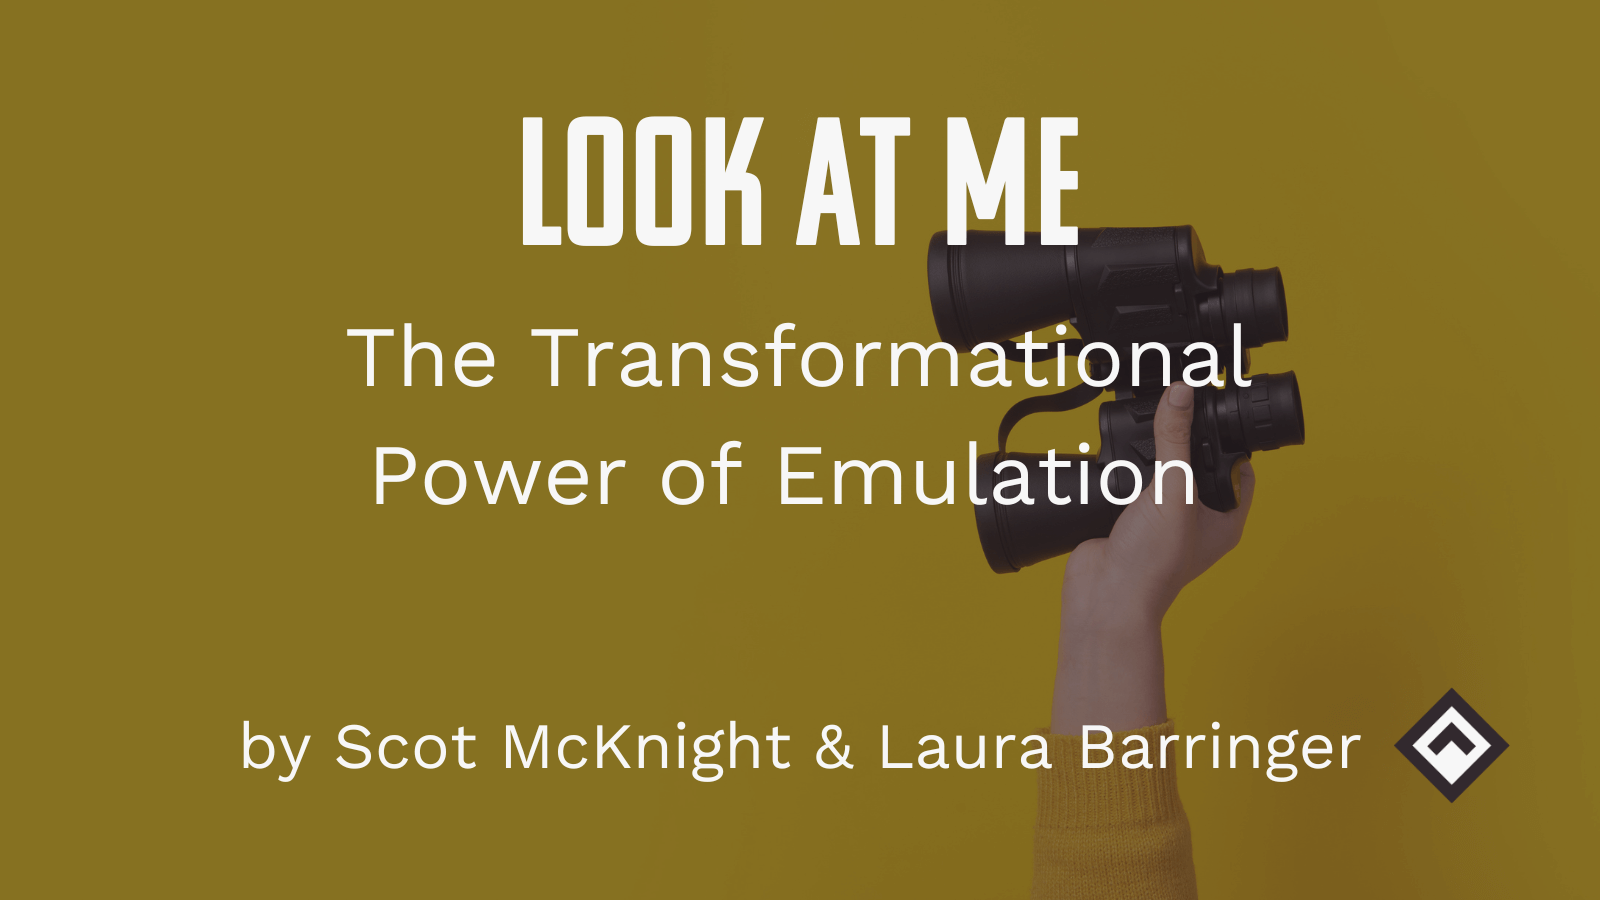 LOOK AT ME
The Transformational
Power of Emulation
by Scot McKnight & Laura Barringer